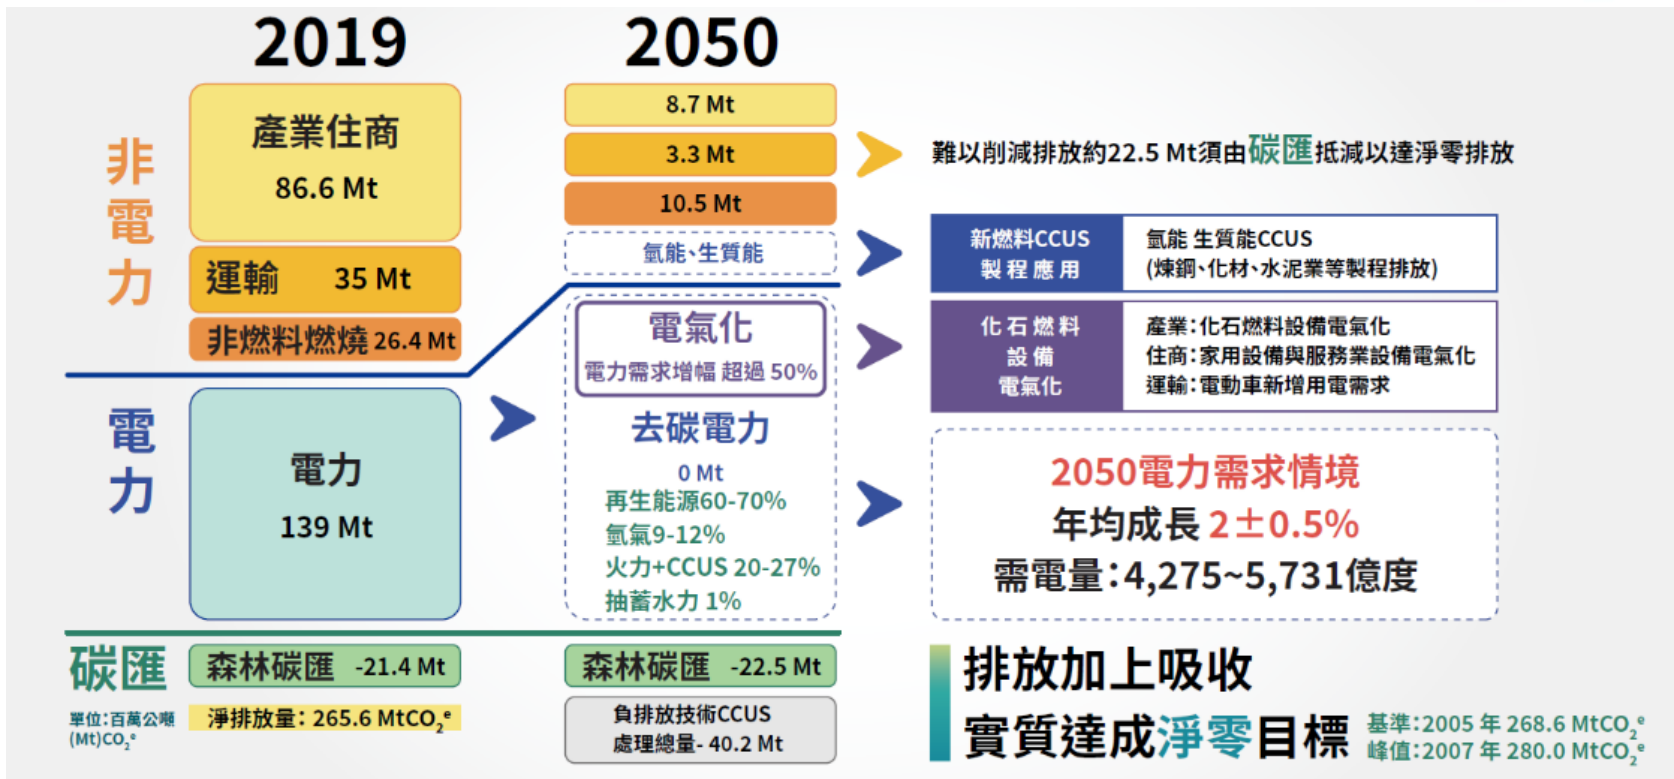 2019
2050
非電力
產業住商
86.6 Mt
運輸 35 Mt
非燃料燃燒 26.4 Mt
8.7 Mt
3.3 Mt
10.5 Mt
氫能、生質能
難以削減排放約22.5 Mt須由碳匯抵減以達淨零排放
新燃料CCUS
製程應用
氫能 生質能CCUS
(煉鋼、化材、水泥業等製程排放)
電力
電力
139 Mt
電氣化
電力需求增幅 超過 50%
去碳電力
0 Mt
再生能源60-70%
氫氣9-12%
火力+CCUS 20-27%
抽蓄水力 1%
化石燃料
設備
電氣化
產業：化石燃料設備電氣化
住商：家用設備與服務業設備電氣化
運輸：電動車新增用電需求
2050電力需求情境
年均成長 2±0.5%
需電量：4,275~5,731億度
碳匯
單位：百萬公噸
(Mt)CO₂ᵉ
森林碳匯 -21.4 Mt
淨排放量：265.6 MtCO₂ᵉ
森林碳匯 -22.5 Mt
負排放技術CCUS
處理總量- 40.2 Mt
排放加上吸收
實質達成淨零目標
基準：2005 年 268.6 MtCO₂ᵉ
峰值：2007 年 280.0 MtCO₂ᵉ